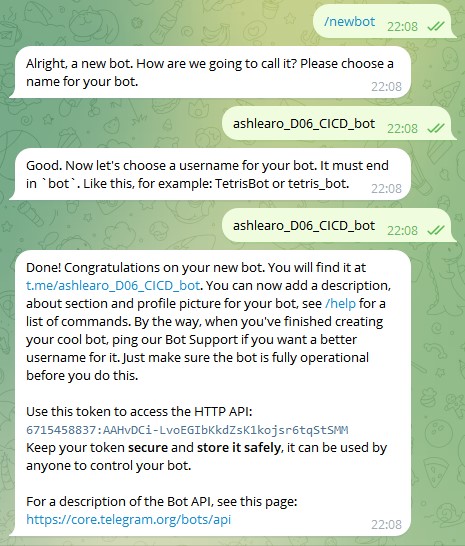 /newbot 22:08
Alright, a new bot. How are we going to call it? Please choose a
name for your bot. 22:08
ashlearo_D06_CICD_bot 22:08
Good. Now let's choose a username for your bot. It must end
in `bot`. Like this, for example: TetrisBot or tetris_bot. 22:08
ashlearo_D06_CICD_bot 22:08
Done! Congratulations on your new bot. You will find it at
t.me/ashlearo_D06_CICD_bot. You can now add a description,
about section and profile picture for your bot, see /help for a
list of commands. By the way, when you've finished creating
your cool bot, ping our Bot Support if you want a better
username for it. Just make sure the bot is fully operational
before you do this.
Use this token to access the HTTP API:
6715458837:AAHvDCi-LvoEGIbKkdZsK1kojsr6tqStSMM
Keep your token secure and store it safely, it can be used by
anyone to control your bot.
For a description of the Bot API, see this page:
https://core.telegram.org/bots/api 22:08